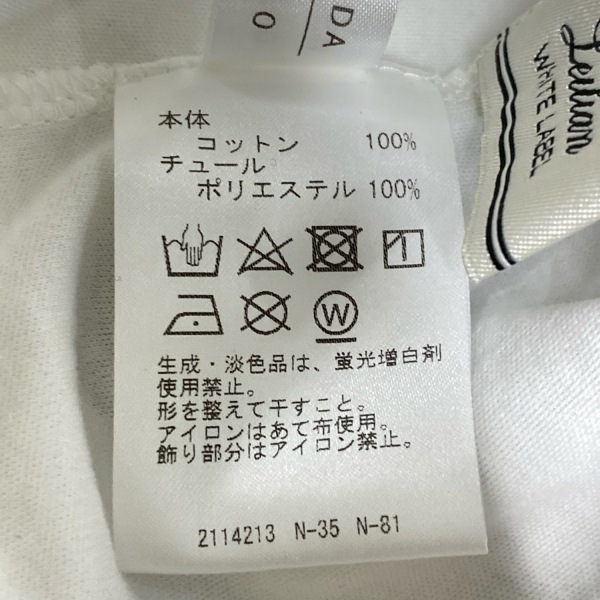 DA
0
本体
コットン 100%
チュール
ポリエステル 100%
W
生成・淡色品は、蛍光増白剤
使用禁止。
形を整えて干すこと。
アイロンはあて布使用。
飾り部分はアイロン禁止。
2114213 N-35 N-81
Leilian
WHITE LABEL